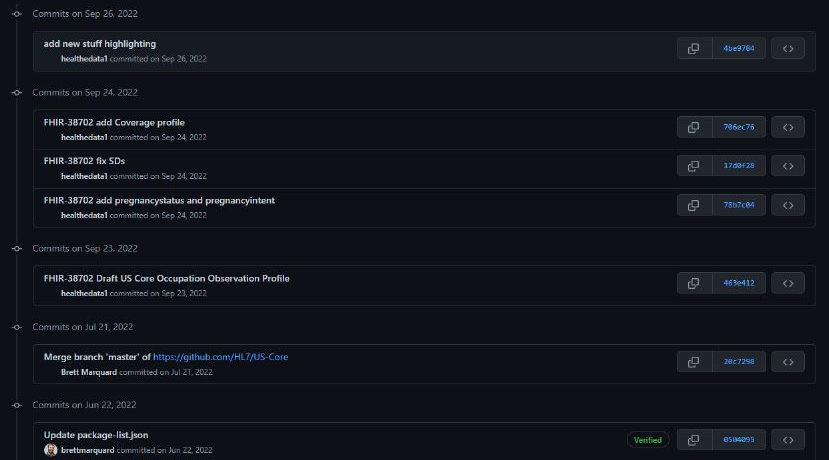 Commits on Sep 26, 2022
add new stuff highlighting
4be9784
healthedata1 committed on Sep 26, 2022
Commits on Sep 24, 2022
FHIR-38702 add Coverage profile
706ec76
healthedata1 committed on Sep 24, 2022
FHIR-38702 fix SDs
17d0f28
healthedata1 committed on Sep 24, 2022
FHIR-38702 add pregnancystatus and pregnancyintent
78b7c04
healthedata1 committed on Sep 24, 2022
Commits on Sep 23, 2022
FHIR-38702 Draft US Core Occupation Observation Profile
463e412
healthedata1 committed on Sep 23, 2022
Commits on Jul 21, 2022
Merge branch 'master' of https://github.com/HL7/US-Core
20c7298
Brett Marquard committed on Jul 21, 2022
Commits on Jun 22, 2022
Update package-list.json
Verified
0504095
brettmarquard committed on Jun 22, 2022